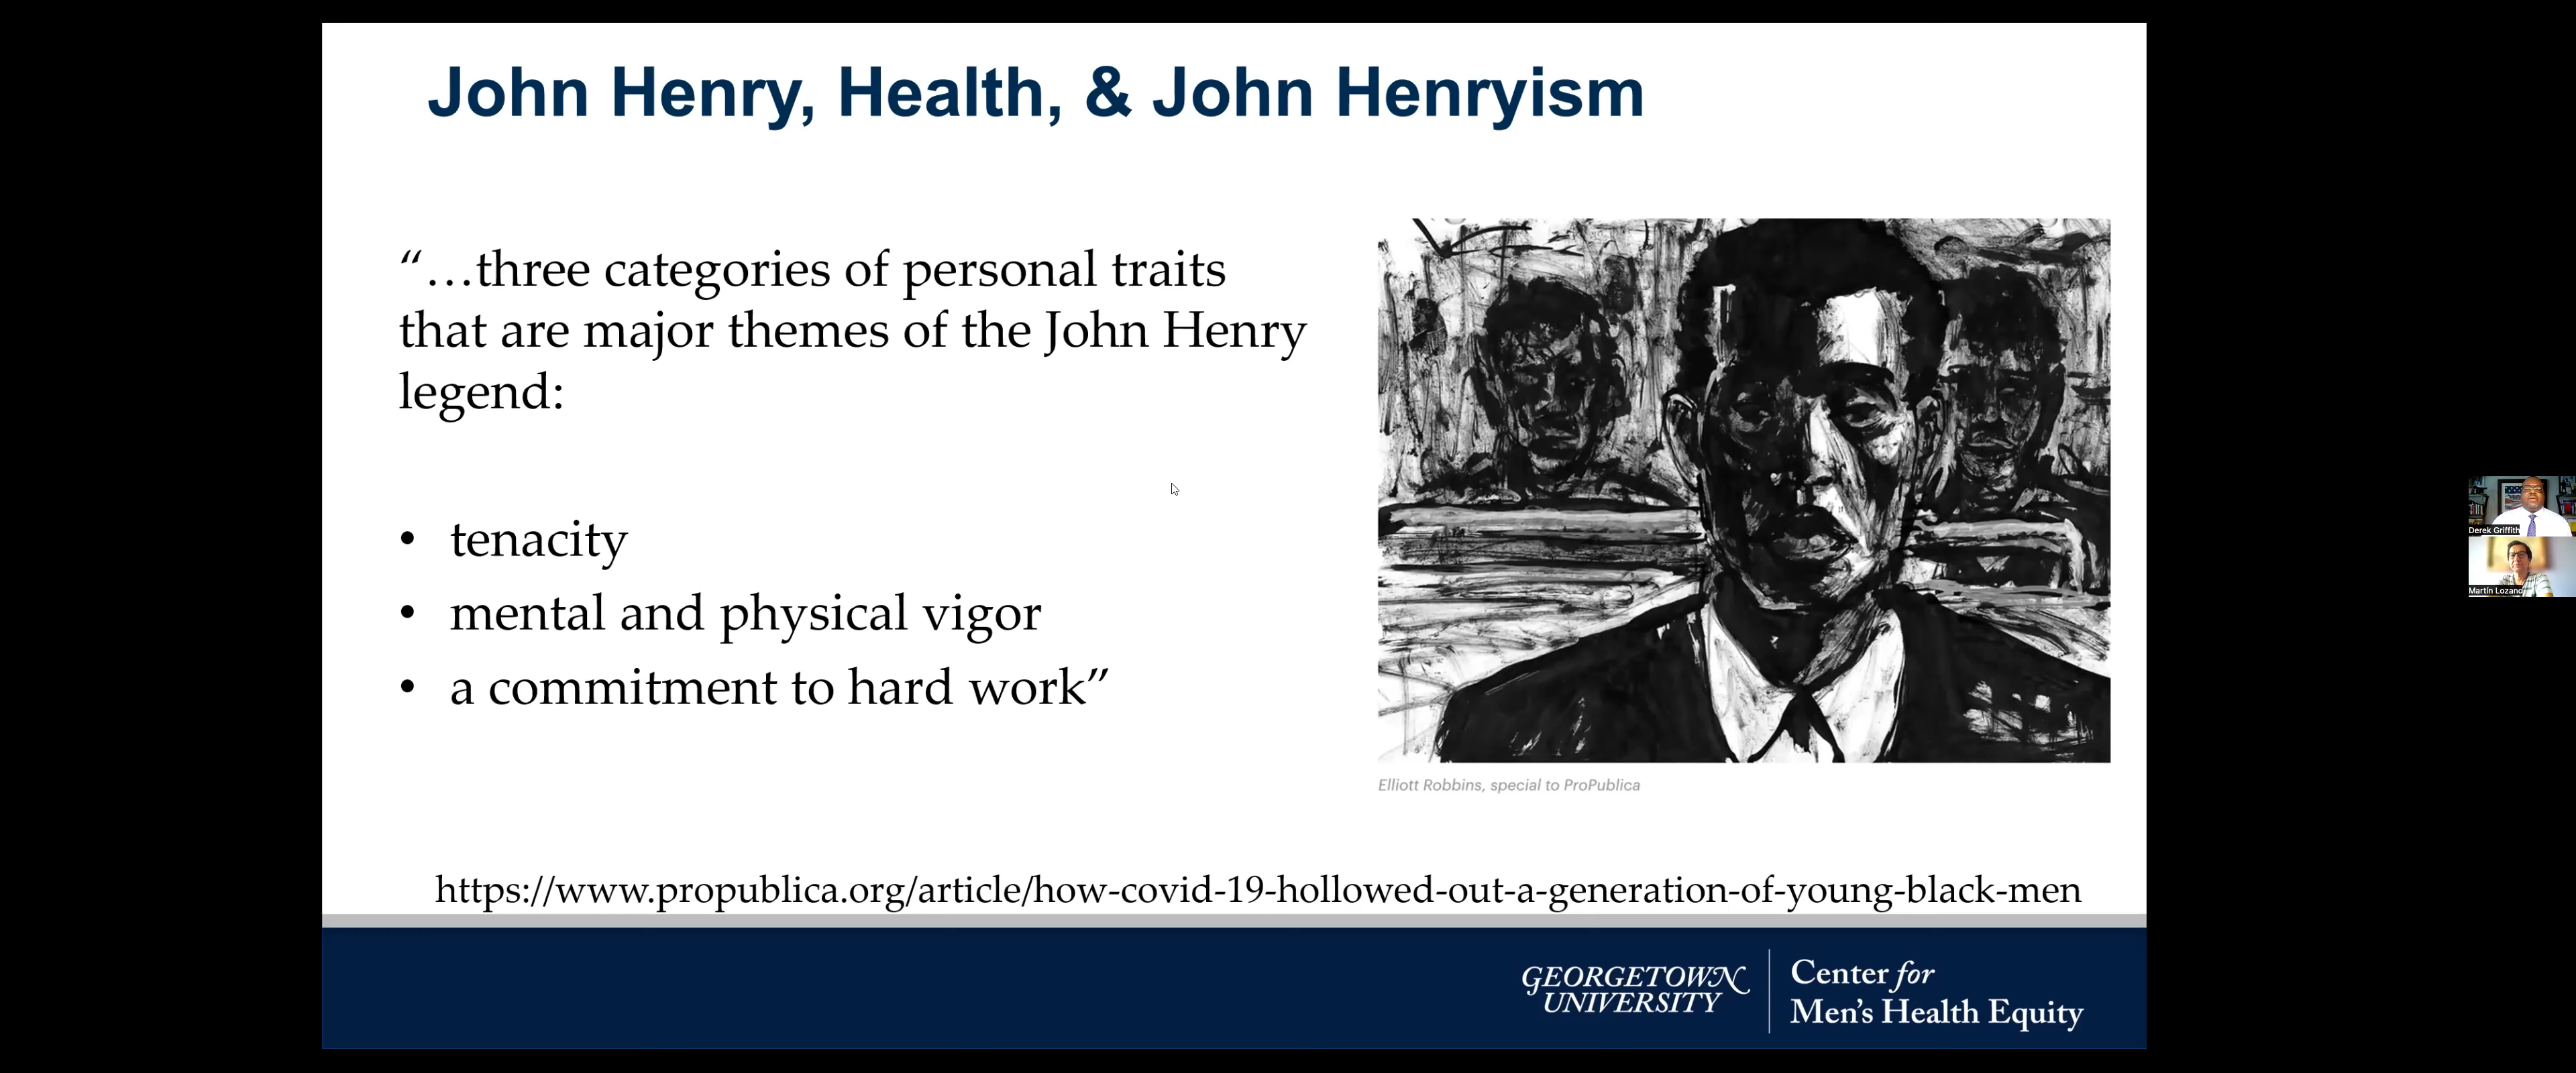 John Henry, Health, & John Henryism
“…three categories of personal traits
that are major themes of the John Henry
legend:
• tenacity
• mental and physical vigor
• a commitment to hard work”
Elliott Robbins, special to ProPublica
https://www.propublica.org/article/how-covid-19-hollowed-out-a-generation-of-young-black-men
GEORGETOWN
UNIVERSITY
Center for
Men’s Health Equity
Derek Griffith
Martín Lozano